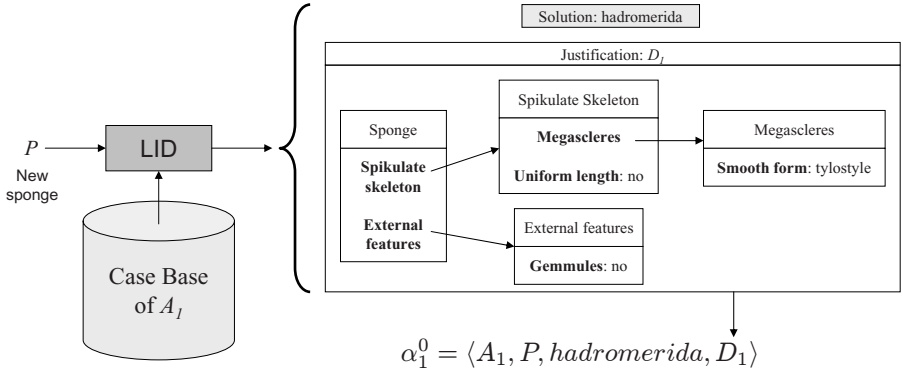 Solution: hadromerida
Justification: D₁
Spikulate Skeleton
Megascleres
Uniform length: no
Sponge
Spikulate
skeleton
External
features
Megascleres
Smooth form: tylostyle
External features
Gemmules: no
P
New
sponge
LID
Case Base
of A₁
α₁⁰ = ⟨A₁, P, hadromerida, D₁⟩